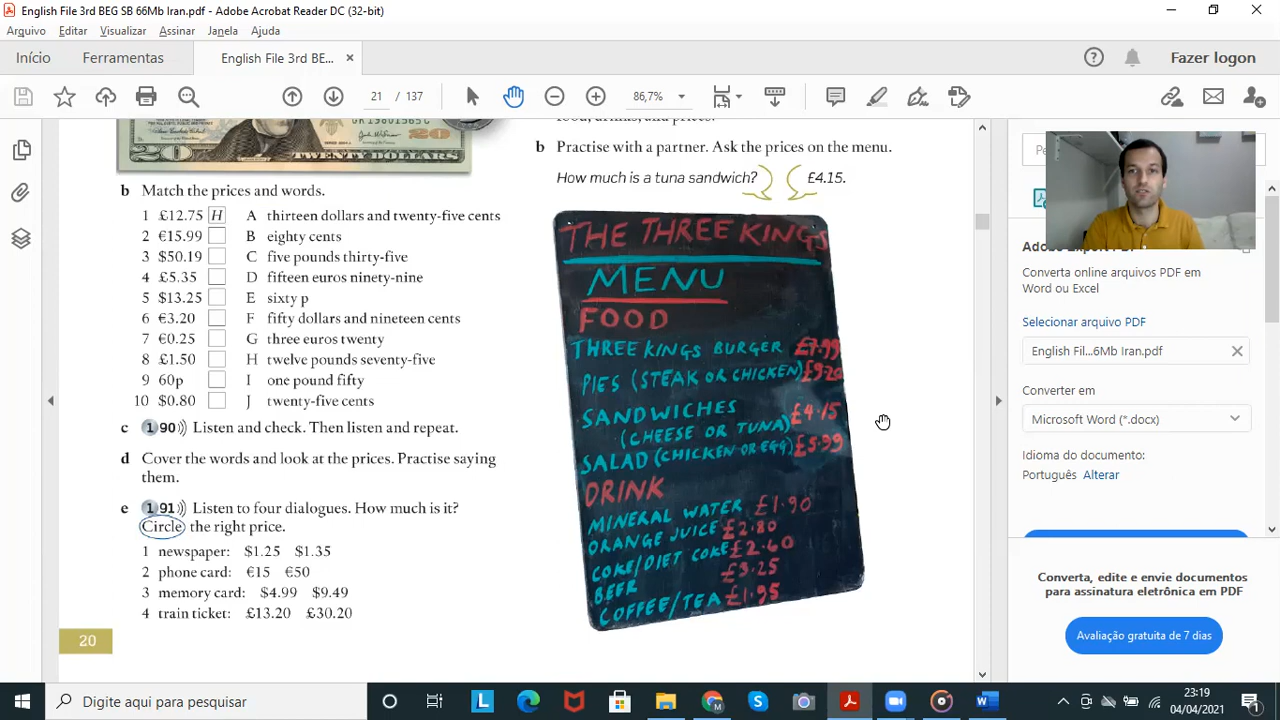 English File 3rd BEG SB 66Mb Iran.pdf - Adobe Acrobat Reader DC (32-bit)
Arquivo Editar Visualizar Assinar Janela Ajuda
Início Ferramentas English File 3rd BE... × Fazer logon
21 / 137 86,7%
TWENTY DOLLARS
b Match the prices and words.
1 £12.75 H A thirteen dollars and twenty-five cents
2 €15.99 B eighty cents
3 $50.19 C five pounds thirty-five
4 £5.35 D fifteen euros ninety-nine
5 $13.25 E sixty p
6 €3.20 F fifty dollars and nineteen cents
7 €0.25 G three euros twenty
8 £1.50 H twelve pounds seventy-five
9 60p I one pound fifty
10 $0.80 J twenty-five cents
c 1 90))) Listen and check. Then listen and repeat.
d Cover the words and look at the prices. Practise saying
them.
e 1 91))) Listen to four dialogues. How much is it?
Circle the right price.
1 newspaper: $1.25 $1.35
2 phone card: €15 €50
3 memory card: $4.99 $9.49
4 train ticket: £13.20 £30.20
20
food, drinks, and prices.
b Practise with a partner. Ask the prices on the menu.
How much is a tuna sandwich? £4.15.
THE THREE KINGS
MENU
FOOD
THREE KINGS BURGER £7.99
PIES (STEAK OR CHICKEN) £9.20
SANDWICHES £4.15
(CHEESE OR TUNA)
SALAD (CHICKEN OR EGG) £5.99
DRINK
MINERAL WATER £1.90
ORANGE JUICE £2.80
COKE/DIET COKE £2.60
BEER £3.25
COFFEE/TEA £1.95
Converta online arquivos PDF em
Word ou Excel
Selecionar arquivo PDF
English Fil...6Mb Iran.pdf
Converter em
Microsoft Word (*.docx)
Idioma do documento:
Português Alterar
Converta, edite e envie documentos
para assinatura eletrônica em PDF
Avaliação gratuita de 7 dias
Digite aqui para pesquisar
23:19
04/04/2021